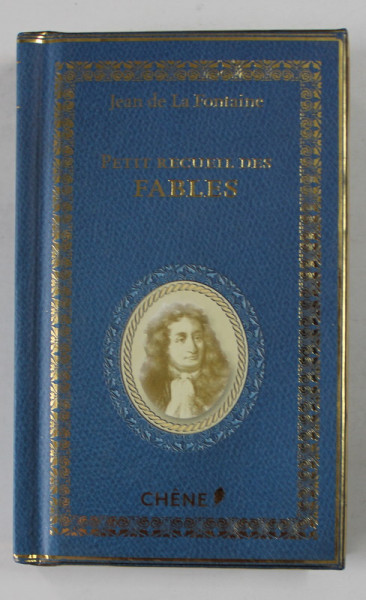 Jean de La Fontaine
PETIT RECUEIL DES
FABLES
CHÊNE